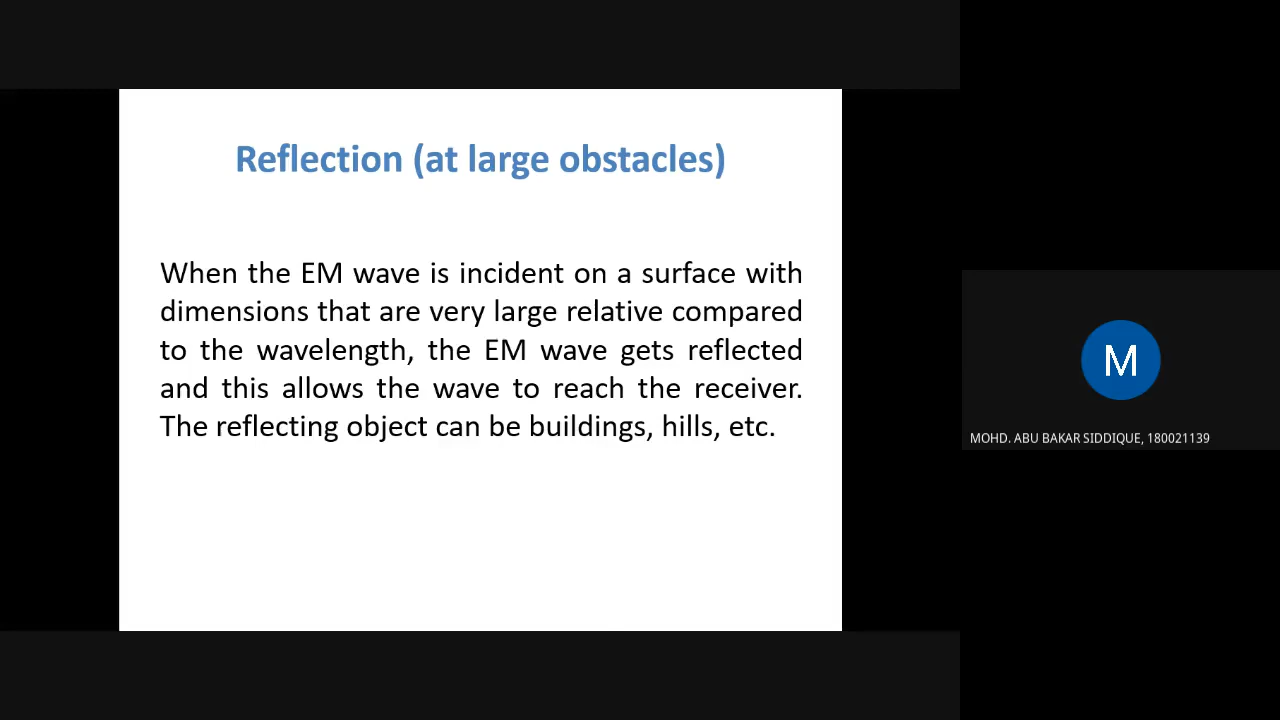 Reflection (at large obstacles)
When the EM wave is incident on a surface with
dimensions that are very large relative compared
to the wavelength, the EM wave gets reflected
and this allows the wave to reach the receiver.
The reflecting object can be buildings, hills, etc.
M
MOHD. ABU BAKAR SIDDIQUE, 180021139